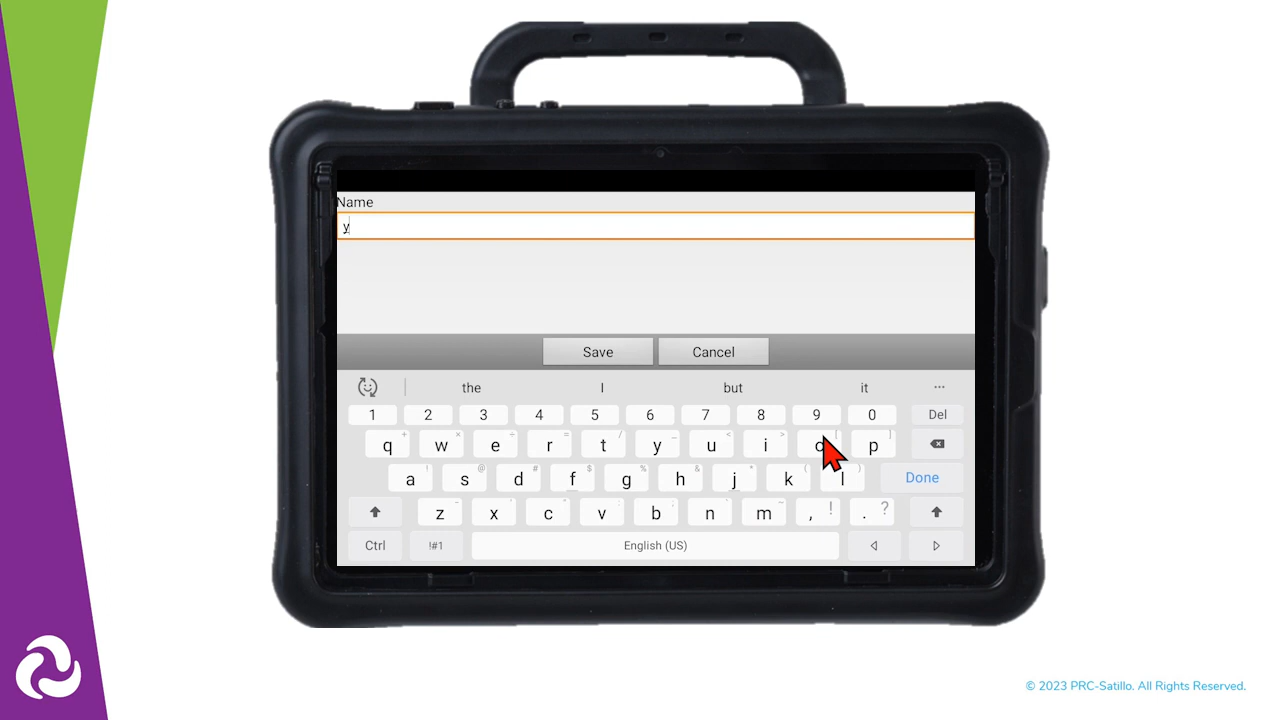 Name
y
Save Cancel
the I but it ...
1 2 3 4 5 6 7 8 9 0 Del
q + w × e ÷ r = t / y _ u < i > o [ p ]
a ! s @ d # f $ g % h & j * k ( l ) Done
z - x ' c " v : b ; n , m ~ , ! . ?
Ctrl !#1 English (US)
© 2023 PRC-Satillo. All Rights Reserved.